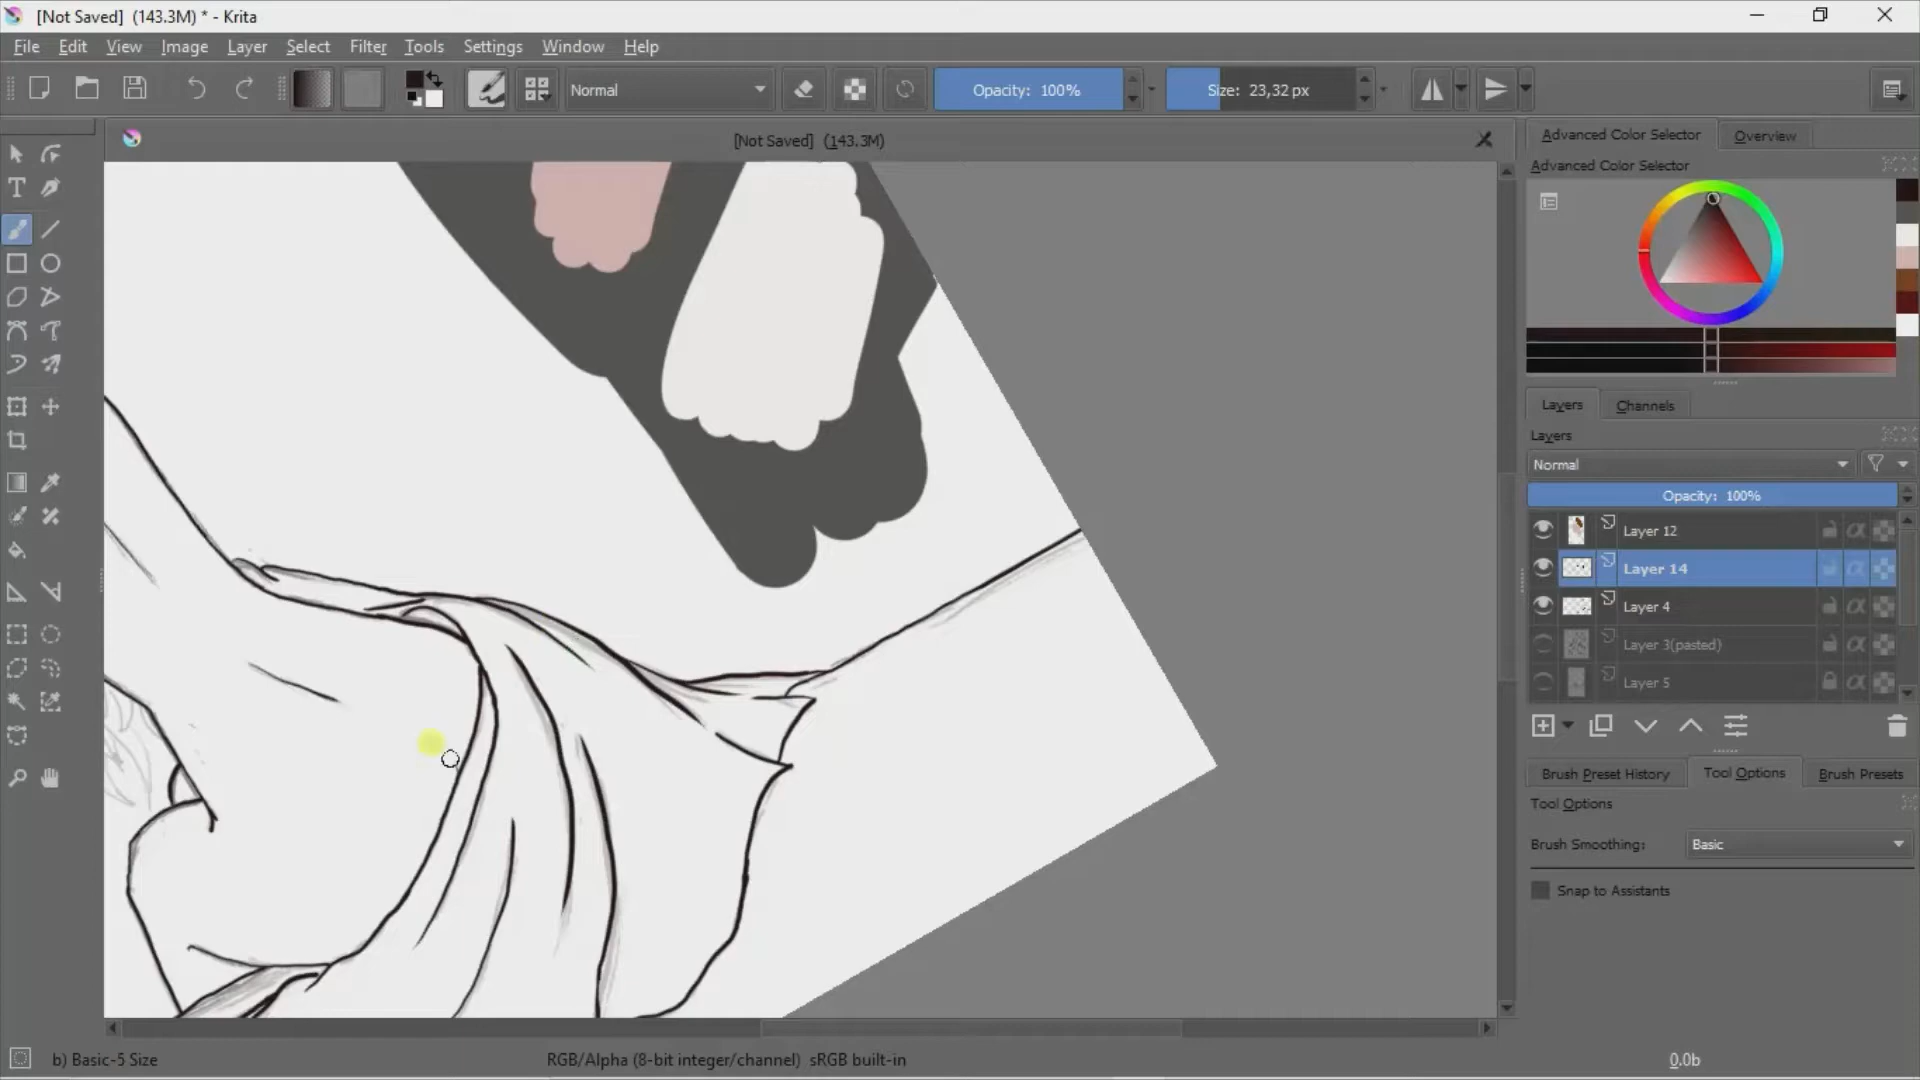 [Not Saved]  (143.3M) * - Krita
File Edit View Image Layer Select Filter Tools Settings Window Help
Normal
Opacity: 100%
Size: 23,32 px
[Not Saved]  (143.3M)
Advanced Color Selector
Overview
Advanced Color Selector
Layers
Channels
Layers
Normal
Opacity: 100%
Layer 12
Layer 14
Layer 4
Layer 3(pasted)
Layer 5
Brush Preset History
Tool Options
Brush Presets
Tool Options
Brush Smoothing:
Basic
Snap to Assistants
b) Basic-5 Size
RGB/Alpha (8-bit integer/channel)  sRGB built-in
0.0b